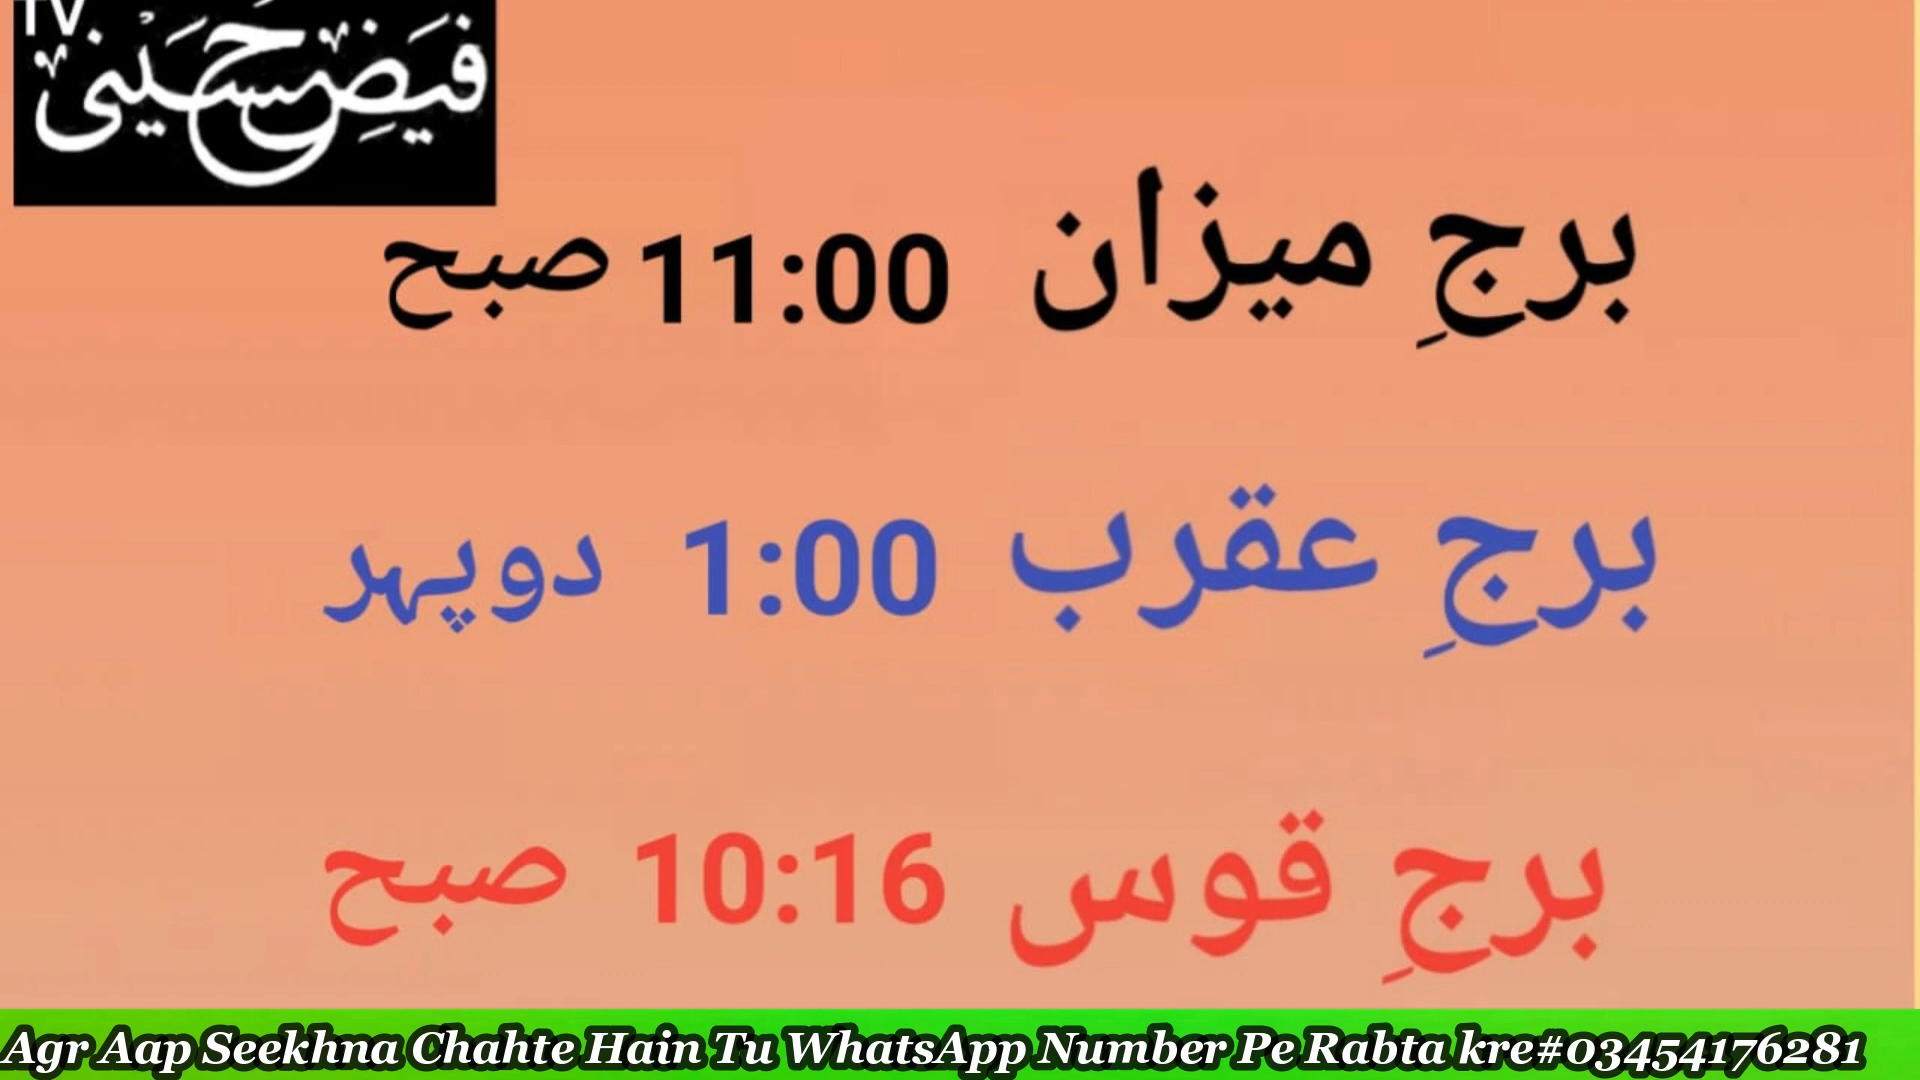 TV
فیضِ حسینی
برجِ میزان 11:00 صبح
برجِ عقرب 1:00 دوپہر
برجِ قوس 10:16 صبح
Agr Aap Seekhna Chahte Hain Tu WhatsApp Number Pe Rabta kre#03454176281